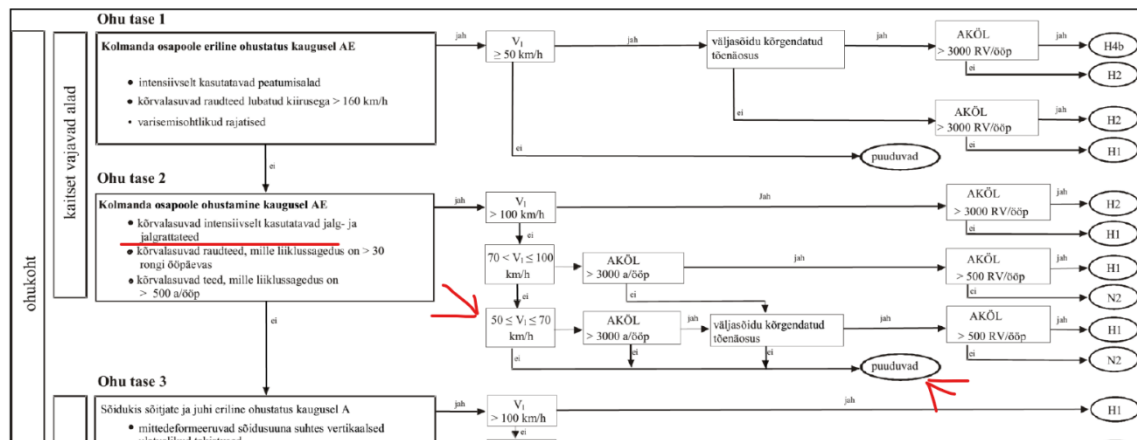 Ohu tase 1
Kolmanda osapoole eriline ohustatus kaugusel AE
• intensiivselt kasutatavad peatumisalad
• kõrvalasuvad raudteed lubatud kiirusega > 160 km/h
• varisemisohtlikud rajatised
jah
V₁
≥ 50 km/h
jah
väljasõidu kõrgendatud
tõenäosus
jah
AKÖL
> 3000 RV/ööp
jah
H4b
ei
H2
ei
AKÖL
> 3000 RV/ööp
jah
H2
ei
H1
ei
puuduvad
ei
Ohu tase 2
Kolmanda osapoole ohustamine kaugusel AE
• kõrvalasuvad intensiivselt kasutatavad jalg- ja
jalgrattateed
• kõrvalasuvad raudteed, mille liiklussagedus on > 30
rongi ööpäevas
• kõrvalasuvad teed, mille liiklussagedus on
> 500 a/ööp
jah
V₁
> 100 km/h
Jah
AKÖL
> 3000 RV/ööp
jah
H2
ei
H1
ei
70 < V₁ ≤ 100
km/h
AKÖL
> 3000 a/ööp
jah
AKÖL
> 500 RV/ööp
jah
H1
ei
N2
ei
ei
50 ≤ V₁ ≤ 70
km/h
AKÖL
> 3000 a/ööp
jah
väljasõidu kõrgendatud
tõenäosus
jah
AKÖL
> 500 RV/ööp
jah
H1
ei
N2
ei
ei
ei
puuduvad
ei
Ohu tase 3
Sõidukis sõitjate ja juhi eriline ohustatus kaugusel A
• mittedeformeeruvad sõidusuuna suhtes vertikaalsed
jah
V₁
> 100 km/h
jah
H1
ei
kaitset vajavad alad
ohukoht